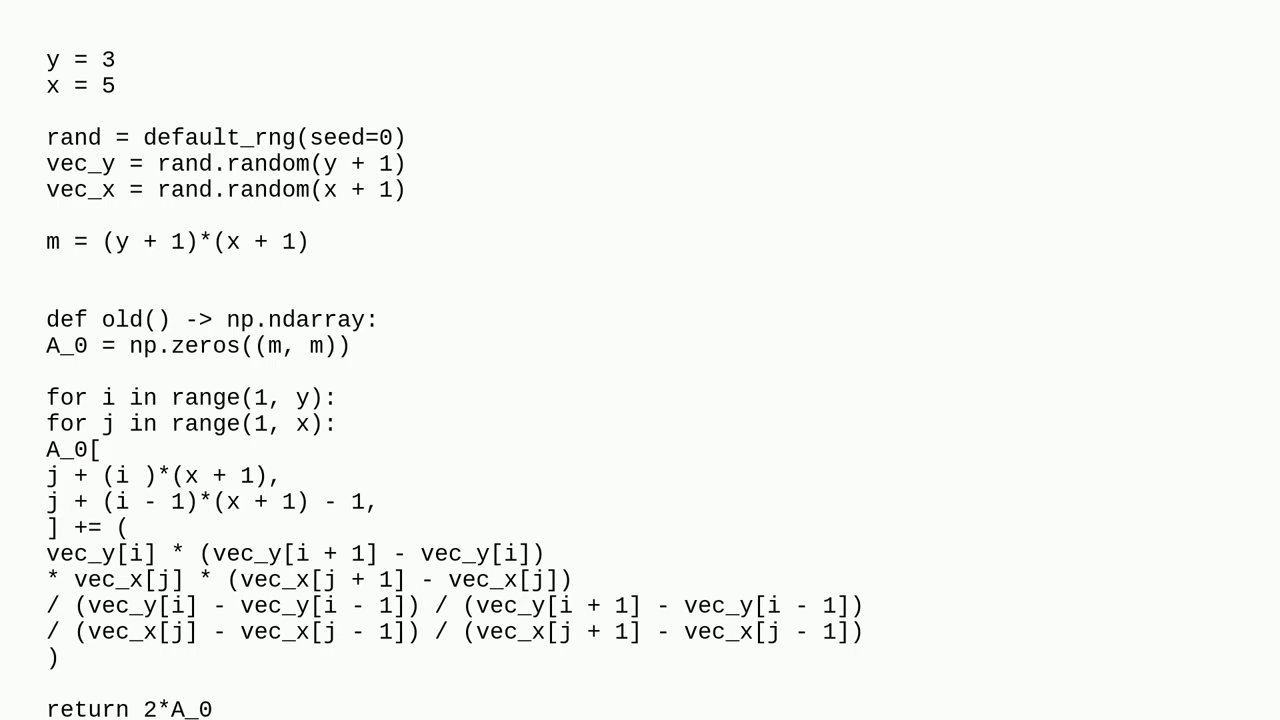 y = 3
x = 5
rand = default_rng(seed=0)
vec_y = rand.random(y + 1)
vec_x = rand.random(x + 1)
m = (y + 1)*(x + 1)
def old() -> np.ndarray:
A_0 = np.zeros((m, m))
for i in range(1, y):
for j in range(1, x):
A_0[
j + (i )*(x + 1),
j + (i - 1)*(x + 1) - 1,
] += (
vec_y[i] * (vec_y[i + 1] - vec_y[i])
* vec_x[j] * (vec_x[j + 1] - vec_x[j])
/ (vec_y[i] - vec_y[i - 1]) / (vec_y[i + 1] - vec_y[i - 1])
/ (vec_x[j] - vec_x[j - 1]) / (vec_x[j + 1] - vec_x[j - 1])
)
return 2*A_0